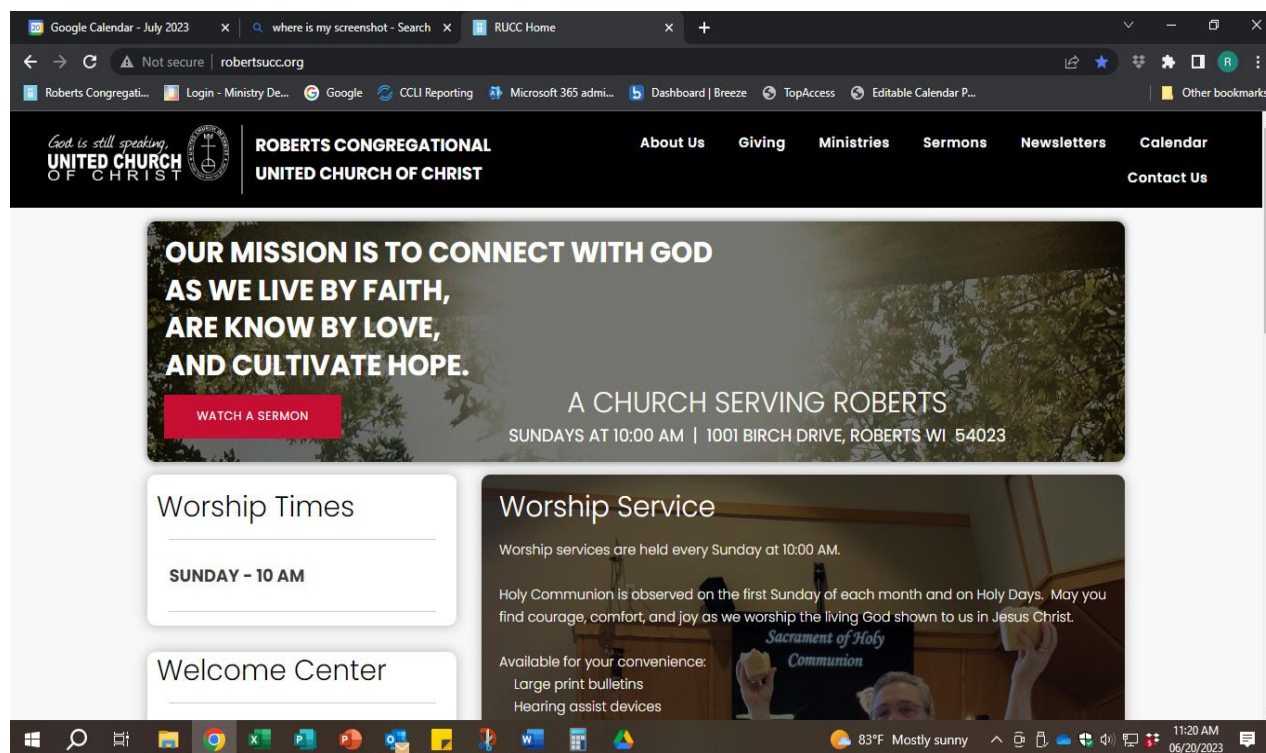 Google Calendar - July 2023
where is my screenshot - Search
RUCC Home
Not secure
robertsucc.org
Roberts Congregati...
Login - Ministry De...
Google
CCLI Reporting
Microsoft 365 admi...
Dashboard | Breeze
TopAccess
Editable Calendar P...
Other bookmarks
God is still speaking,
UNITED CHURCH
OF CHRIST
ROBERTS CONGREGATIONAL
UNITED CHURCH OF CHRIST
About Us
Giving
Ministries
Sermons
Newsletters
Calendar
Contact Us
OUR MISSION IS TO CONNECT WITH GOD
AS WE LIVE BY FAITH,
ARE KNOW BY LOVE,
AND CULTIVATE HOPE.
WATCH A SERMON
A CHURCH SERVING ROBERTS
SUNDAYS AT 10:00 AM | 1001 BIRCH DRIVE, ROBERTS WI 54023
Worship Times
SUNDAY - 10 AM
Welcome Center
Worship Service
Worship services are held every Sunday at 10:00 AM.
Holy Communion is observed on the first Sunday of each month and on Holy Days. May you
find courage, comfort, and joy as we worship the living God shown to us in Jesus Christ.
Sacrament of Holy
Communion
Available for your convenience:
Large print bulletins
Hearing assist devices
83°F Mostly sunny
11:20 AM
06/20/2023